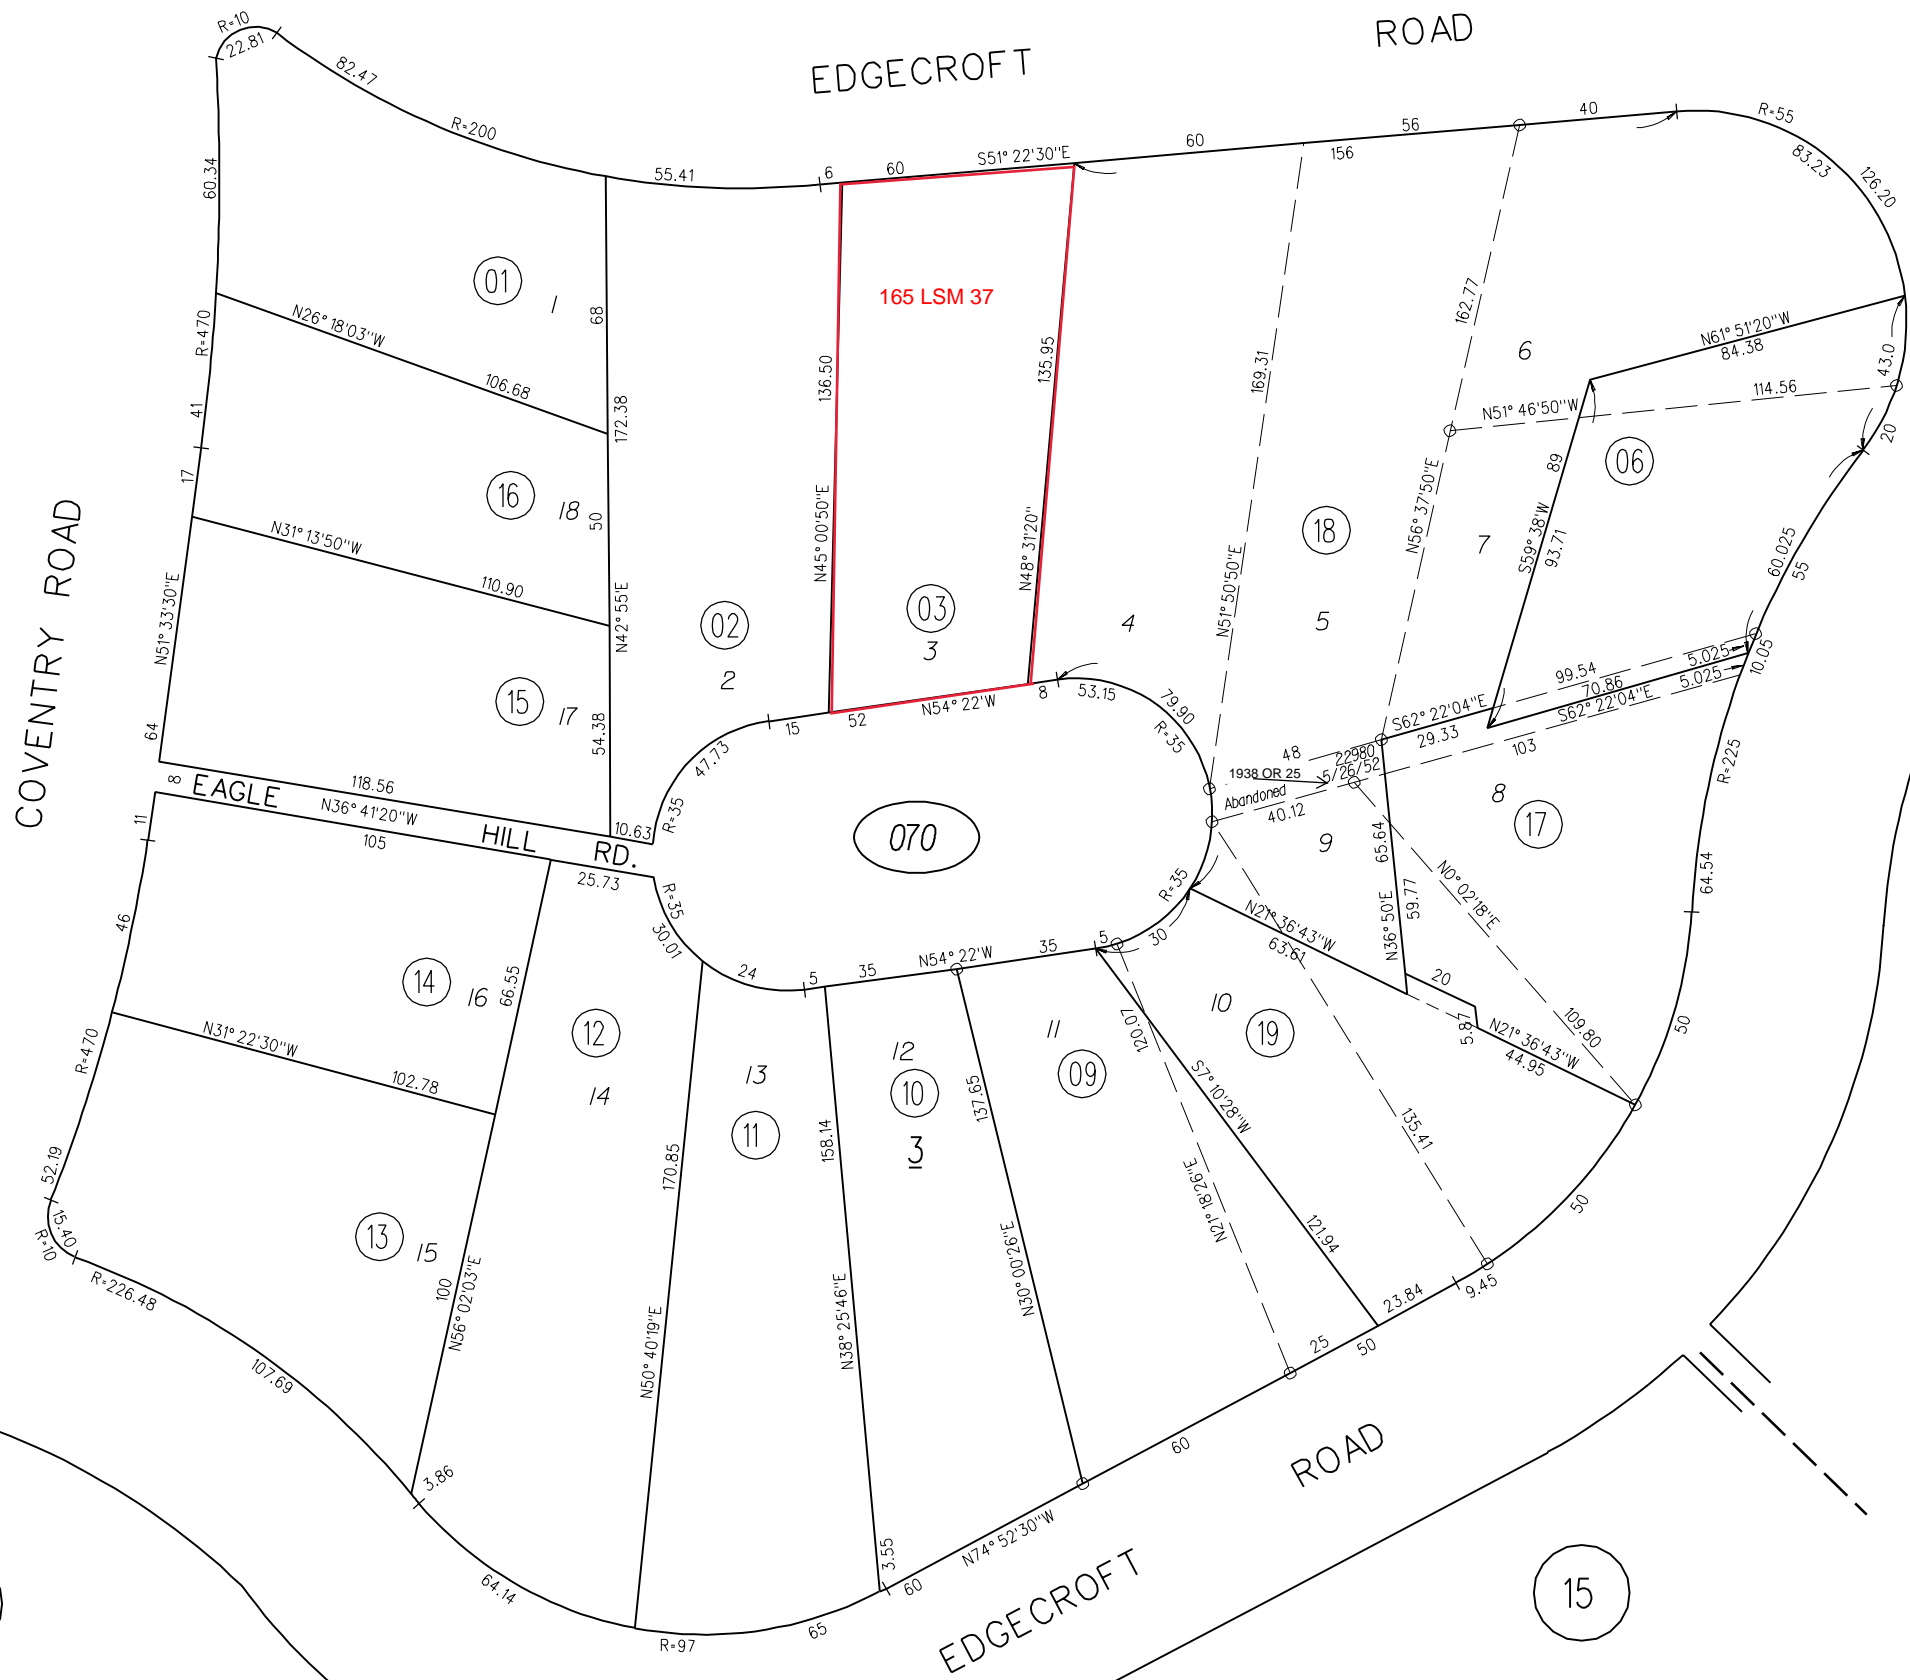 EDGECROFT ROAD
R=10
22.81
82.47
R=200
55.41
6
60
S51° 22'30"E
60
56
156
40
R=55
83.23
126.20
60.34
R=470
41
17
N51° 33'30"E
64
COVENTRY ROAD
01
1
68
N26° 18'03"W
106.68
172.38
16
18
50
N31° 13'50"W
110.90
N42° 55'E
15
17
54.38
118.56
10.63
02
2
136.50
N45° 00'50"E
165 LSM 37
135.95
N48° 31'20"
03
3
15
52
N54° 22'W
8
53.15
79.90
R=35
47.73
R=35
4
169.31
N51° 50'50"E
18
5
162.77
N56° 37'50"E
6
7
N61° 51'20"W
84.38
43.0
N51° 46'50"W
114.56
20
06
89
S59° 38'W
93.71
60.025
55
10.05
99.54
5.025
70.86
5.025
S62° 22'04"E
S62° 22'04"E
29.33
103
48
22980
5/26/52
1938 OR 25
Abandoned
40.12
8
17
R=225
64.54
9
65.64
59.77
N36° 50'E
N0° 02'18"E
109.80
50
∞
EAGLE HILL RD.
N36° 41'20"W
105
25.73
11
46
R=35
30.01
070
R=35
30
N21° 36'43"W
63.61
20
5.87
N21° 36'43"W
44.95
14
16
66.55
N31° 22'30"W
102.78
R=470
52.19
15.40
R=10
R=226.48
107.69
13
15
100
N56° 02'03"E
3.86
12
14
24
5
35
N54° 22'W
35
5
170.85
N50° 40'19"E
13
11
158.14
N38° 25'46"E
12
10
3
137.65
N30° 00'26"E
11
09
120.07
N21° 18'26"E
10
19
S7° 10'28"W
121.94
135.41
50
9.45
23.84
25
50
60
N74° 52'30"W
60
3.55
65
R=97
64.14
EDGECROFT ROAD
15